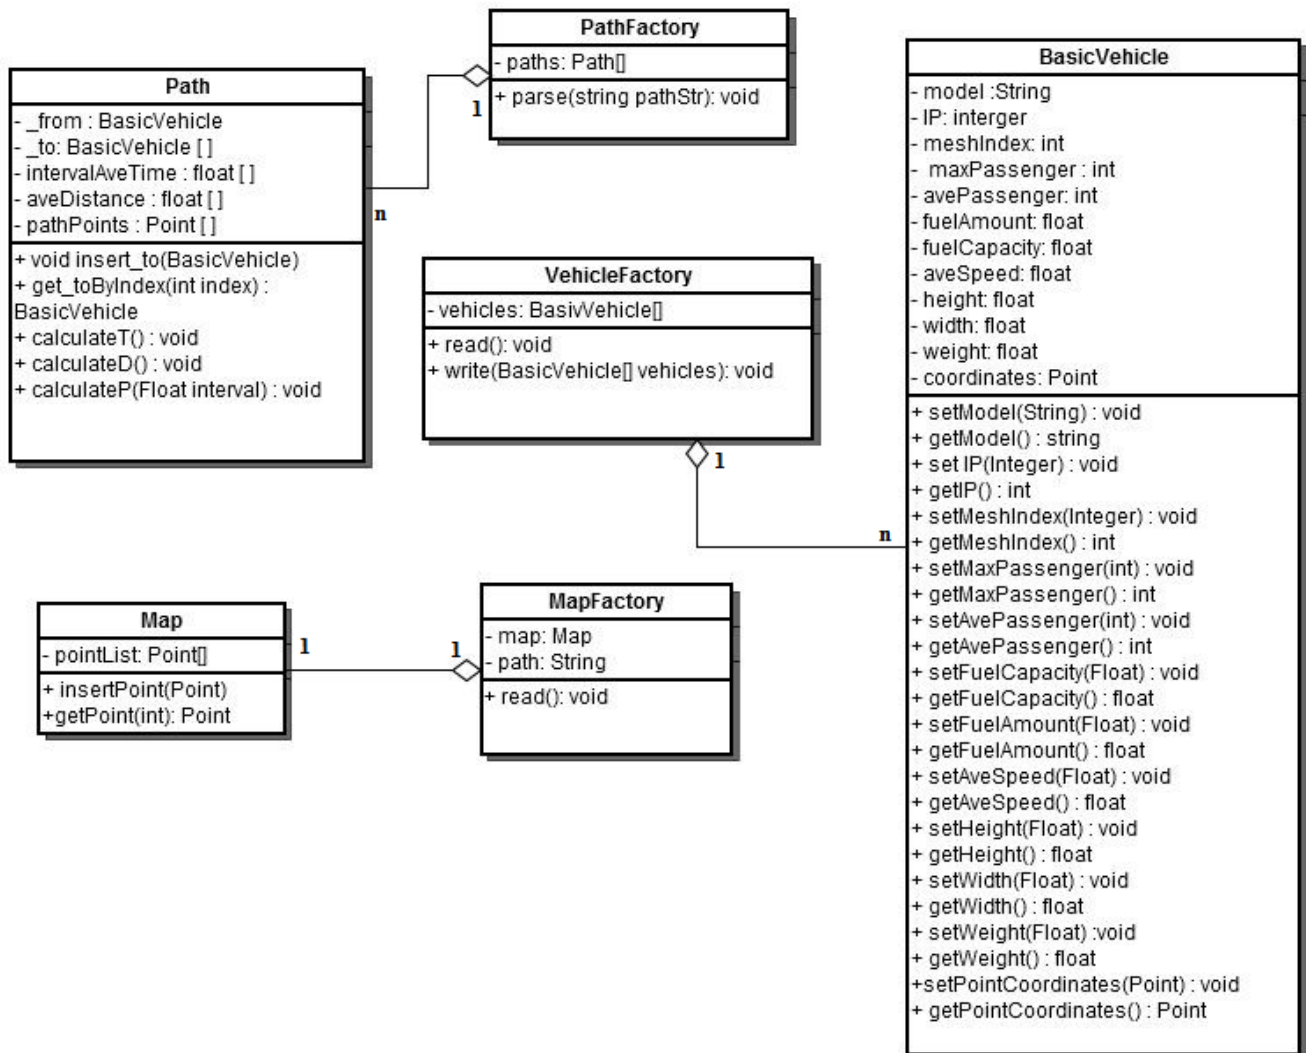 PathFactory
- paths: Path[]
+ parse(string pathStr): void
1
Path
- _from : BasicVehicle
- _to: BasicVehicle [ ]
- intervalAveTime : float [ ]
- aveDistance : float [ ]
- pathPoints : Point [ ]
+ void insert_to(BasicVehicle)
+ get_toByIndex(int index) :
BasicVehicle
+ calculateT() : void
+ calculateD() : void
+ calculateP(Float interval) : void
n
VehicleFactory
- vehicles: BasivVehicle[]
+ read(): void
+ write(BasicVehicle[] vehicles): void
1
n
Map
- pointList: Point[]
+ insertPoint(Point)
+getPoint(int): Point
1
1
MapFactory
- map: Map
- path: String
+ read(): void
BasicVehicle
- model :String
- IP: interger
- meshIndex: int
- maxPassenger : int
- avePassenger: int
- fuelAmount: float
- fuelCapacity: float
- aveSpeed: float
- height: float
- width: float
- weight: float
- coordinates: Point
+ setModel(String) : void
+ getModel() : string
+ set IP(Integer) : void
+ getIP() : int
+ setMeshIndex(Integer) : void
+ getMeshIndex() : int
+ setMaxPassenger(int) : void
+ getMaxPassenger() : int
+ setAvePassenger(int) : void
+ getAvePassenger() : int
+ setFuelCapacity(Float) : void
+ getFuelCapacity() : float
+ setFuelAmount(Float) : void
+ getFuelAmount() : float
+ setAveSpeed(Float) : void
+ getAveSpeed() : float
+ setHeight(Float) : void
+ getHeight() : float
+ setWidth(Float) : void
+ getWidth() : float
+ setWeight(Float) :void
+ getWeight() : float
+setPointCoordinates(Point) : void
+ getPointCoordinates() : Point